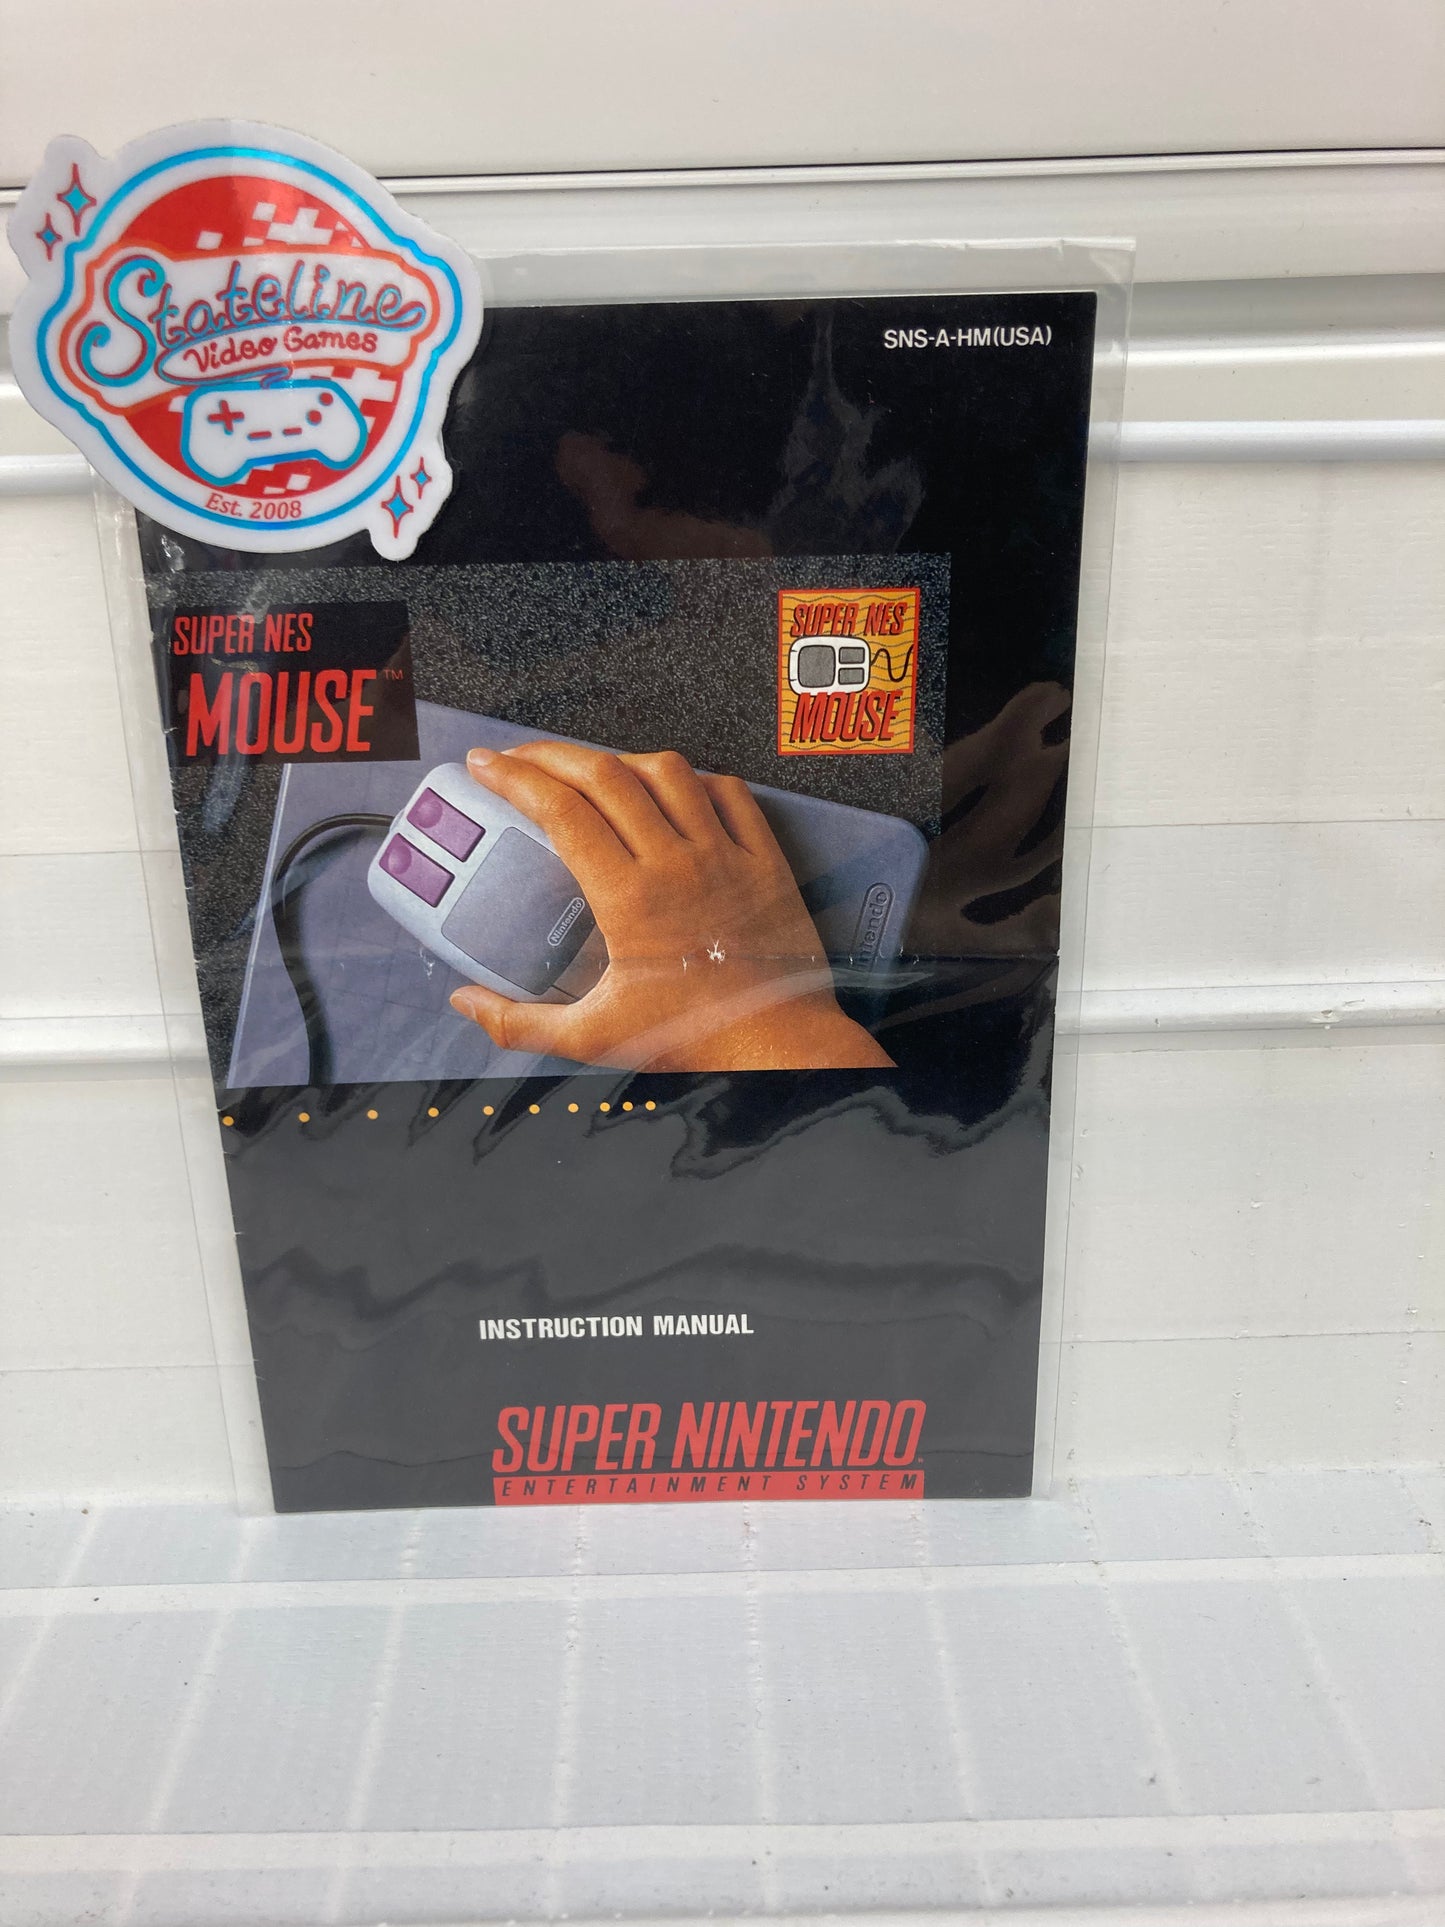 Stateline
Video Games
Est. 2008
SNS-A-HM(USA)
SUPER NES
MOUSE™
SUPER NES
MOUSE
Nintendo
intendo
INSTRUCTION MANUAL
SUPER NINTENDO
ENTERTAINMENT SYSTEM